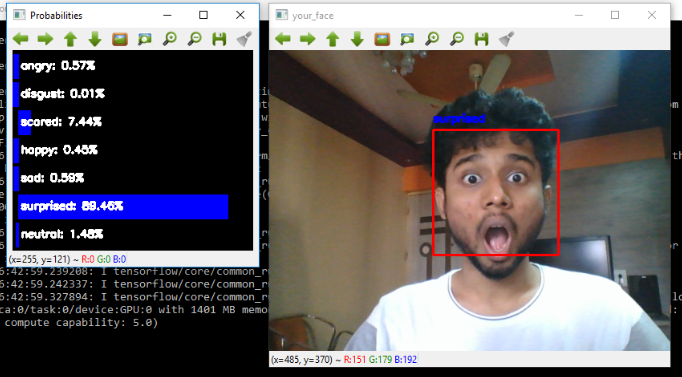 Probabilities
angry: 0.57%
disgust: 0.01%
scared: 7.44%
happy: 0.45%
sad: 0.59%
surprised: 89.46%
neutral: 1.48%
(x=255, y=121) ~ R:0 G:0 B:0
your_face
surprised
(x=485, y=370) ~ R:151 G:179 B:192
6:42:59.239208: I tensorflow/core/common_r
6:42:59.242337: I tensorflow/core/common_r
6:42:59.327894: I tensorflow/core/common_r
ca:0/task:0/device:GPU:0 with 1401 MB memo
compute capability: 5.0)